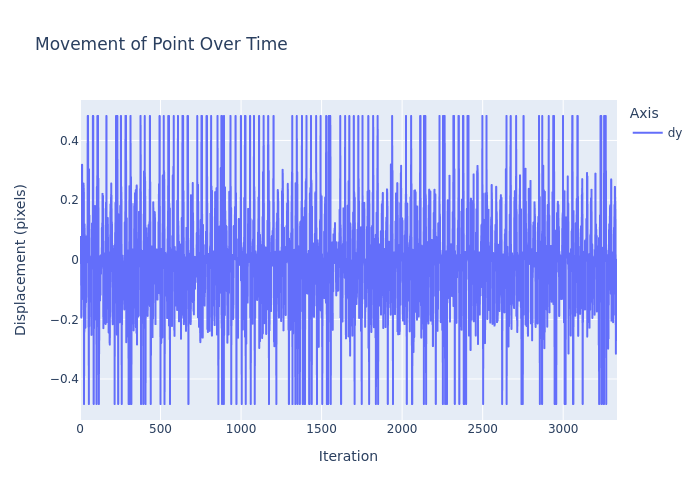 Movement of Point Over Time
Axis
dy
0.4
0.2
0
−0.2
−0.4
Displacement (pixels)
0 500 1000 1500 2000 2500 3000
Iteration